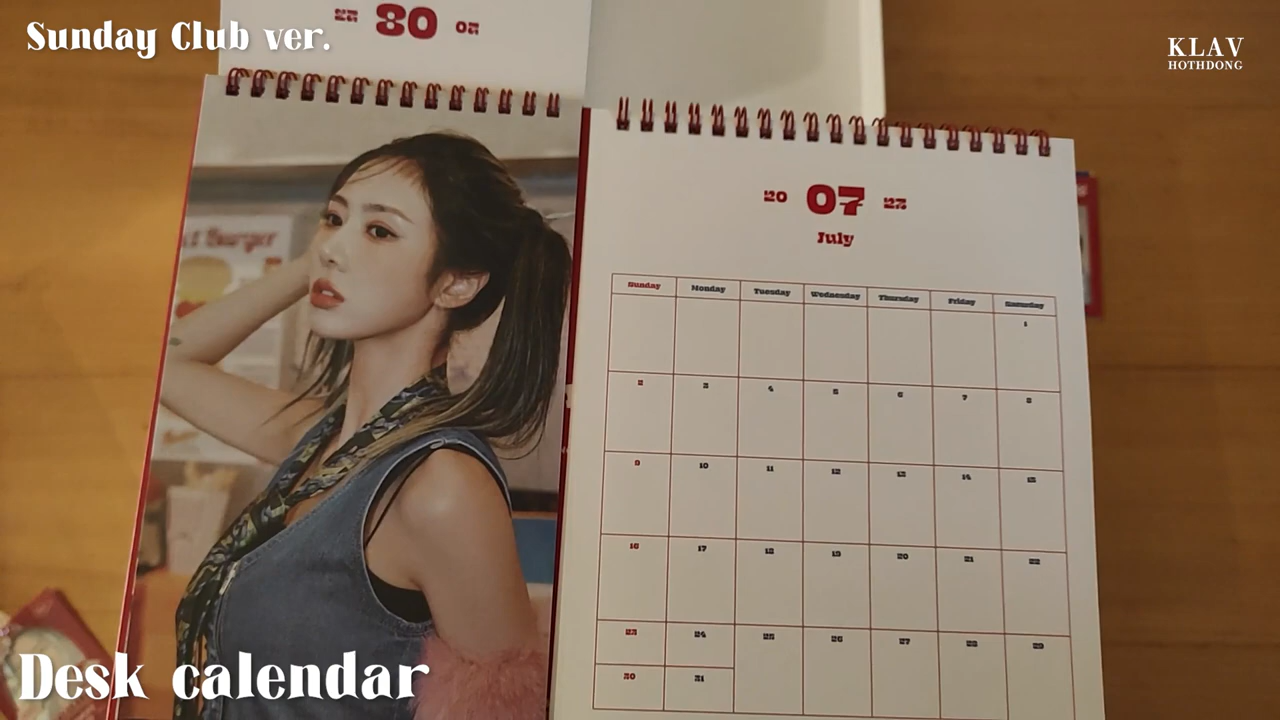 Sunday Club ver.
80
KLAV
HOTHDONG
20 07 23
July
Burger
Sunday Monday Tuesday Wednesday Thursday Friday Saturday
1
2 3 4 5 6 7 8
9 10 11 12 13 14 15
16 17 18 19 20 21 22
23 24 25 26 27 28 29
30 31
Desk calendar